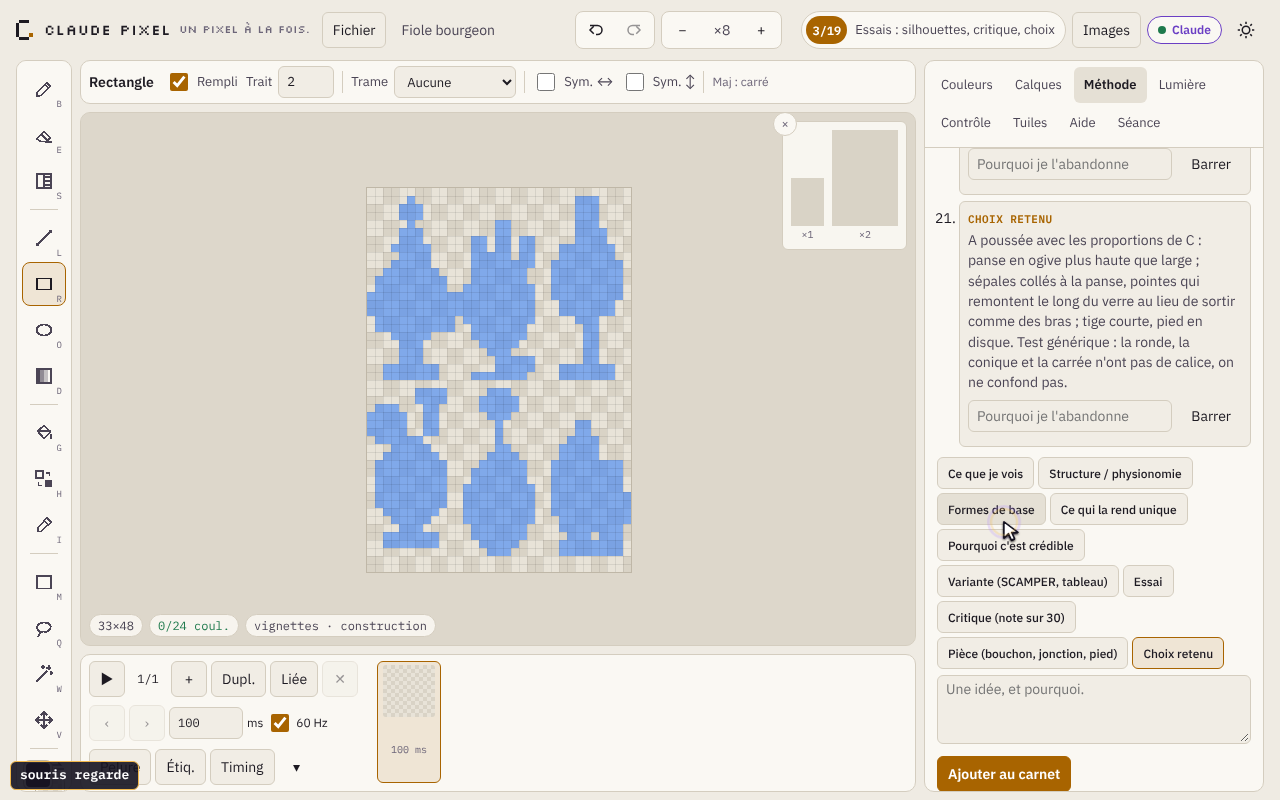 CLAUDE PIXEL
UN PIXEL À LA FOIS.
Fichier
Fiole bourgeon
−
×8
+
3/19
Essais : silhouettes, critique, choix
Images
Claude
B
E
S
L
R
O
D
G
H
I
M
Q
W
V
Rectangle
Rempli
Trait
2
Trame
Aucune
Sym. ↔
Sym. ↕
Maj : carré
×
×1
×2
33×48
0/24 coul.
vignettes · construction
1/1
+
Dupl.
Liée
✕
‹
›
100
ms
60 Hz
Pelure
Étiq.
Timing
▼
100 ms
souris regarde
Couleurs
Calques
Méthode
Lumière
Contrôle
Tuiles
Aide
Séance
Pourquoi je l'abandonne
Barrer
21.
CHOIX RETENU
A poussée avec les proportions de C :
panse en ogive plus haute que large ;
sépales collés à la panse, pointes qui
remontent le long du verre au lieu de sortir
comme des bras ; tige courte, pied en
disque. Test générique : la ronde, la
conique et la carrée n'ont pas de calice, on
ne confond pas.
Pourquoi je l'abandonne
Barrer
Ce que je vois
Structure / physionomie
Formes de base
Ce qui la rend unique
Pourquoi c'est crédible
Variante (SCAMPER, tableau)
Essai
Critique (note sur 30)
Pièce (bouchon, jonction, pied)
Choix retenu
Une idée, et pourquoi.
Ajouter au carnet